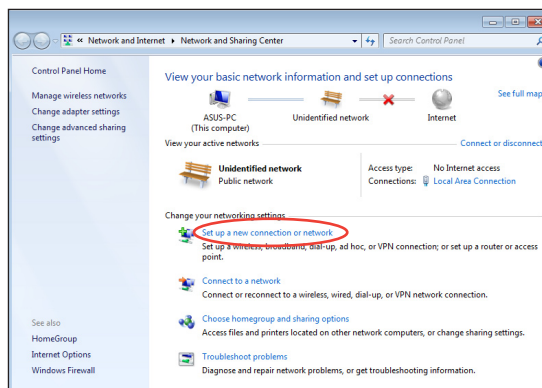 « Network and Internet ▸ Network and Sharing Center
Search Control Panel
Control Panel Home
Manage wireless networks
Change adapter settings
Change advanced sharing
settings
View your basic network information and set up connections
See full map
ASUS-PC
(This computer)
Unidentified network
Internet
View your active networks
Connect or disconnect
Unidentified network
Public network
Access type: No Internet access
Connections: Local Area Connection
Change your networking settings
Set up a new connection or network
Set up a wireless, broadband, dial-up, ad hoc, or VPN connection; or set up a router or access
point.
Connect to a network
Connect or reconnect to a wireless, wired, dial-up, or VPN network connection.
Choose homegroup and sharing options
Access files and printers located on other network computers, or change sharing settings.
Troubleshoot problems
Diagnose and repair network problems, or get troubleshooting information.
See also
HomeGroup
Internet Options
Windows Firewall